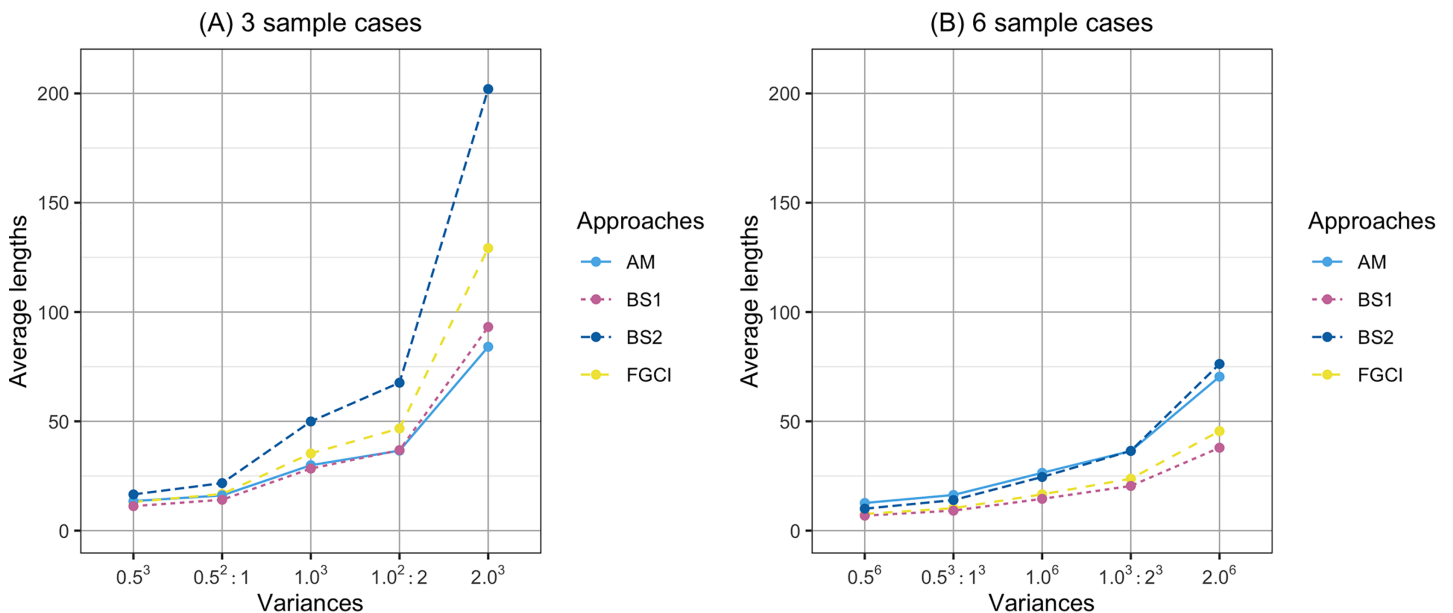 (A) 3 sample cases
Average lengths
200
150
100
50
0
0.5³
0.5² : 1
1.0³
1.0² : 2
2.0³
Variances
Approaches
AM
BS1
BS2
FGCI
(B) 6 sample cases
Average lengths
200
150
100
50
0
0.5⁶
0.5³ : 1³
1.0⁶
1.0³ : 2³
2.0⁶
Variances
Approaches
AM
BS1
BS2
FGCI